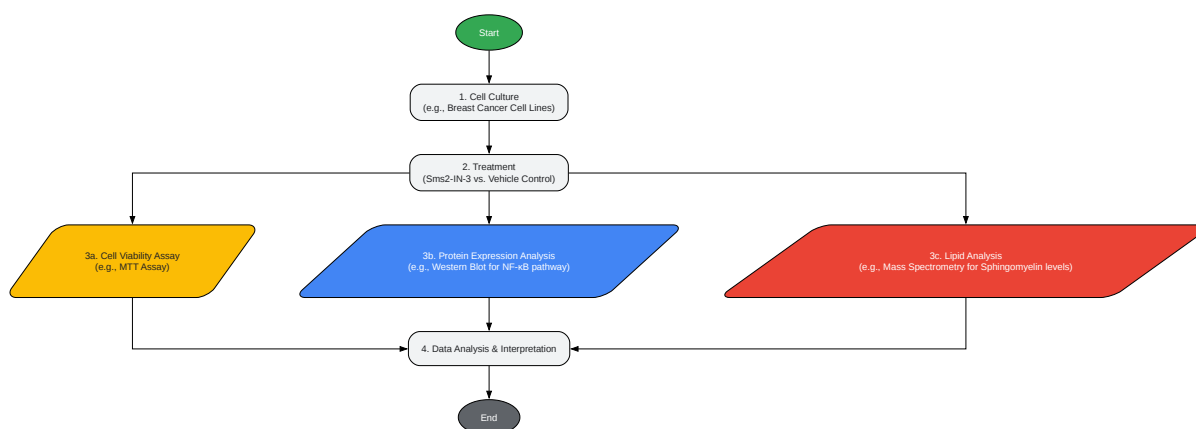 Start
1. Cell Culture
(e.g., Breast Cancer Cell Lines)
2. Treatment
(Sms2-IN-3 vs. Vehicle Control)
3a. Cell Viability Assay
(e.g., MTT Assay)
3b. Protein Expression Analysis
(e.g., Western Blot for NF-κB pathway)
3c. Lipid Analysis
(e.g., Mass Spectrometry for Sphingomyelin levels)
4. Data Analysis & Interpretation
End